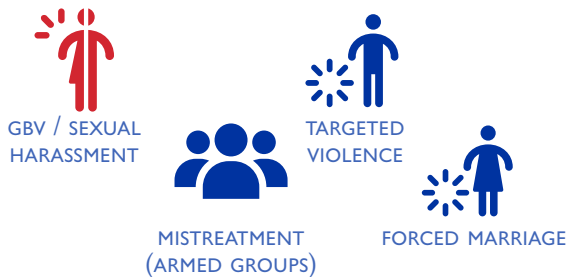 GBV / SEXUAL
HARASSMENT
TARGETED
VIOLENCE
MISTREATMENT
(ARMED GROUPS)
FORCED MARRIAGE